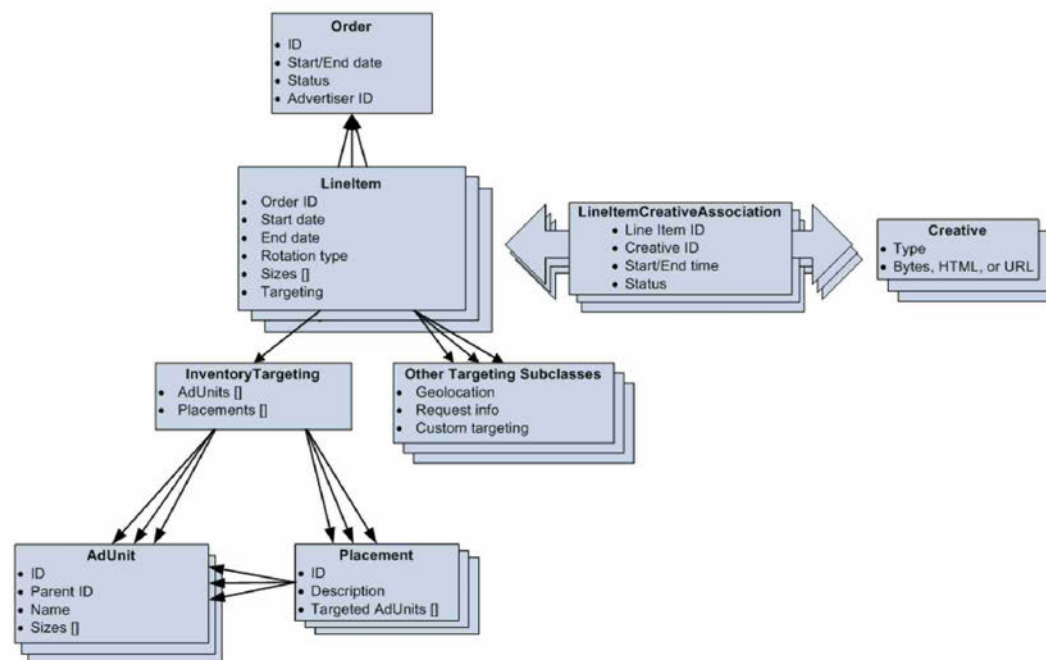 Order
• ID
• Start/End date
• Status
• Advertiser ID
LineItem
• Order ID
• Start date
• End date
• Rotation type
• Sizes []
• Targeting
LineItemCreativeAssociation
• Line Item ID
• Creative ID
• Start/End time
• Status
Creative
• Type
• Bytes, HTML, or URL
InventoryTargeting
• AdUnits []
• Placements []
Other Targeting Subclasses
• Geolocation
• Request info
• Custom targeting
AdUnit
• ID
• Parent ID
• Name
• Sizes []
Placement
• ID
• Description
• Targeted AdUnits []